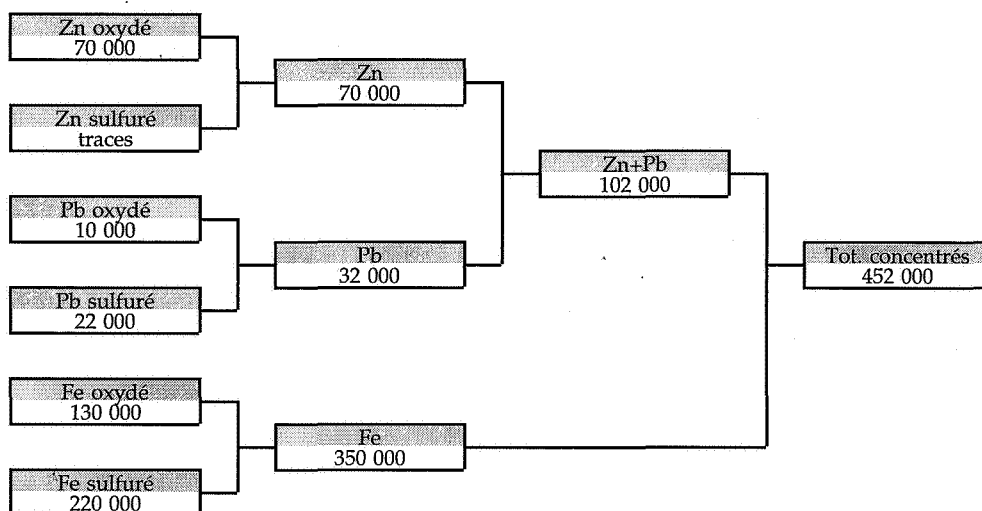 Zn oxydé
70 000
Zn sulfuré
traces
Pb oxydé
10 000
Pb sulfuré
22 000
Fe oxydé
130 000
Fe sulfuré
220 000
Zn
70 000
Pb
32 000
Fe
350 000
Zn+Pb
102 000
Tot. concentrés
452 000